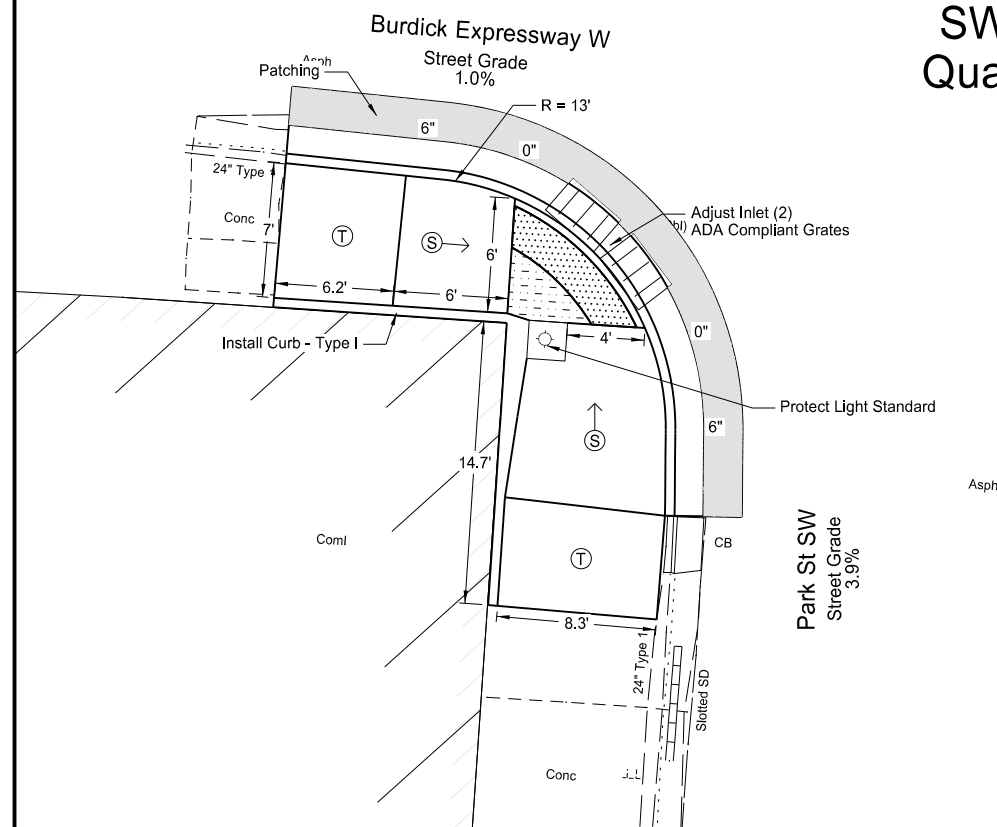 SW
Qua
Burdick Expressway W
Street Grade
1.0%
Asph
Patching
R = 13'
6"
0"
24" Type
Conc
7'
T
S
6'
Adjust Inlet (2)
ADA Compliant Grates
6.2'
6'
4'
Install Curb - Type I
0"
Protect Light Standard
6"
S
14.7'
Asph
Coml
CB
Park St SW
Street Grade
3.9%
T
8.3'
24" Type 1
Slotted SD
Conc